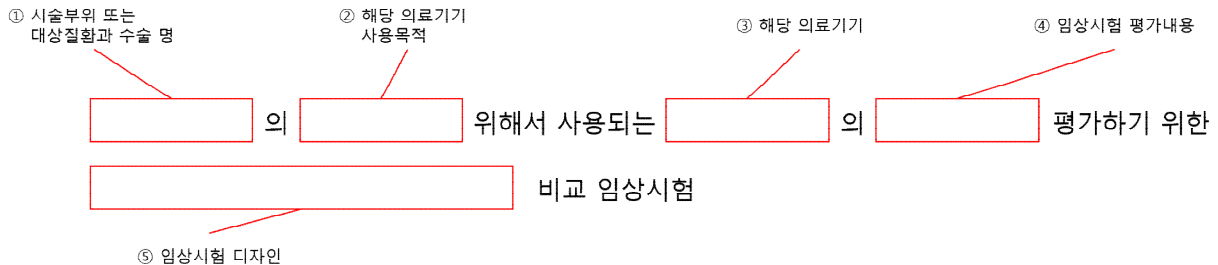 ① 시술부위 또는
대상질환과 수술 명
② 해당 의료기기
사용목적
③ 해당 의료기기
④ 임상시험 평가내용
의 위해서 사용되는 의 평가하기 위한
비교 임상시험
⑤ 임상시험 디자인